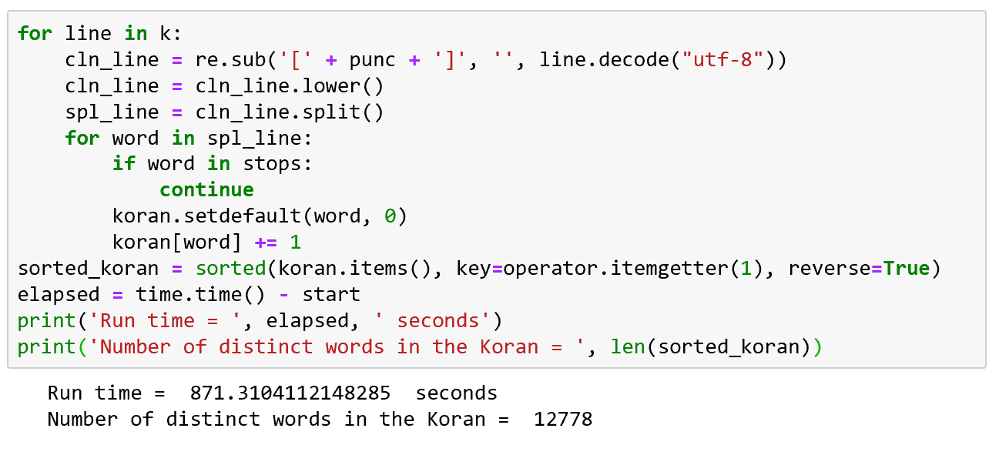 for line in k:
    cln_line = re.sub('[' + punc + ']', '', line.decode("utf-8"))
    cln_line = cln_line.lower()
    spl_line = cln_line.split()
    for word in spl_line:
        if word in stops:
            continue
        koran.setdefault(word, 0)
        koran[word] += 1
sorted_koran = sorted(koran.items(), key=operator.itemgetter(1), reverse=True)
elapsed = time.time() - start
print('Run time = ', elapsed, ' seconds')
print('Number of distinct words in the Koran = ', len(sorted_koran))
Run time =  871.3104112148285  seconds
Number of distinct words in the Koran =  12778